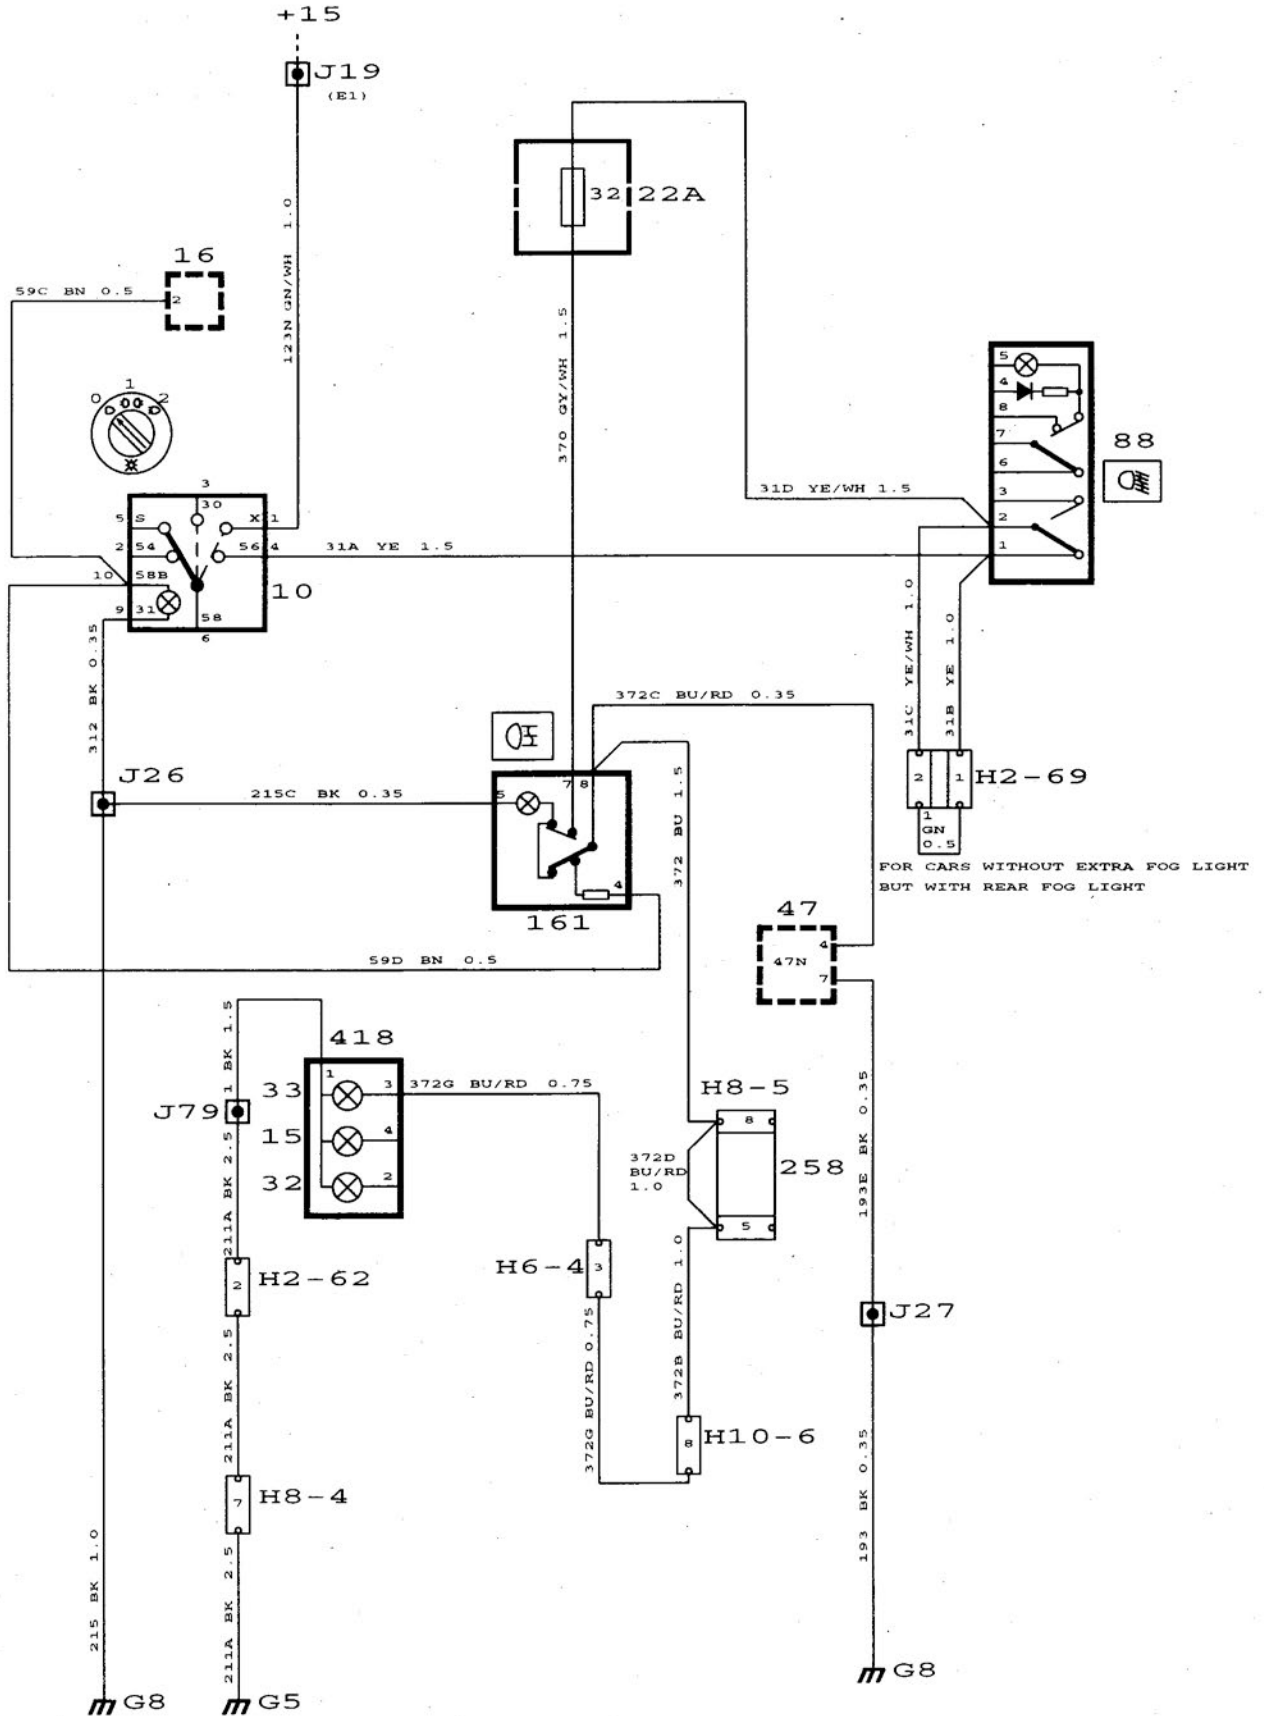 +15
J19
(E1)
123N GN/WH 1.0
32
22A
16
59C BN 0.5
2
370 GY/WH 1.5
0 1 2
5
4
8
7
6
3
2
1
88
31D YE/WH 1.5
3
30
5 S
X 1
2 54
56 4
31A YE 1.5
10 58B
9 31
58
6
10
312 BK 0.35
31C YE/WH 1.0
31B YE 1.0
372C BU/RD 0.35
J26
215C BK 0.35
7 8
5
4
161
372 BU 1.5
2 1
H2-69
1
GN
0.5
FOR CARS WITHOUT EXTRA FOG LIGHT
BUT WITH REAR FOG LIGHT
47
4
47N
7
59D BN 0.5
1 BK 1.5
418
1
33
3
372G BU/RD 0.75
J79
15
4
32
2
H8-5
8
372D
BU/RD
1.0
258
5
193E BK 0.35
211A BK 2.5
H6-4
3
372B BU/RD 1.0
H2-62
2
J27
211A BK 2.5
372G BU/RD 0.75
H10-6
8
193 BK 0.35
H8-4
7
215 BK 1.0
211A BK 2.5
G8
G5
G8